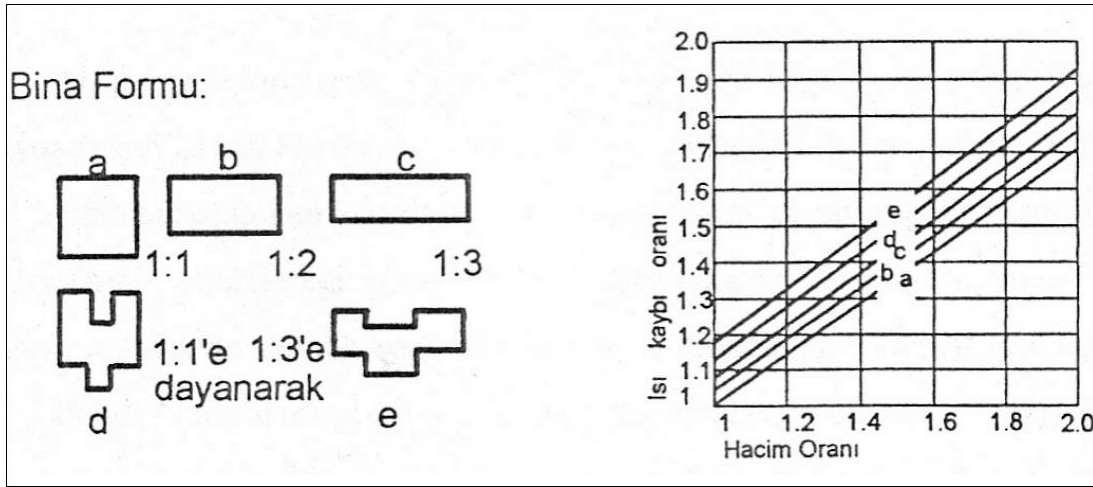 Bina Formu:
a
b
c
1:1
1:2
1:3
1:1'e 1:3'e
dayanarak
d
e
2.0
1.9
1.8
1.7
1.6
1.5
1.4
1.3
1.2
1.1
1
Isı kaybı oranı
e
d
c
b
a
1 1.2 1.4 1.6 1.8 2.0
Hacim Oranı